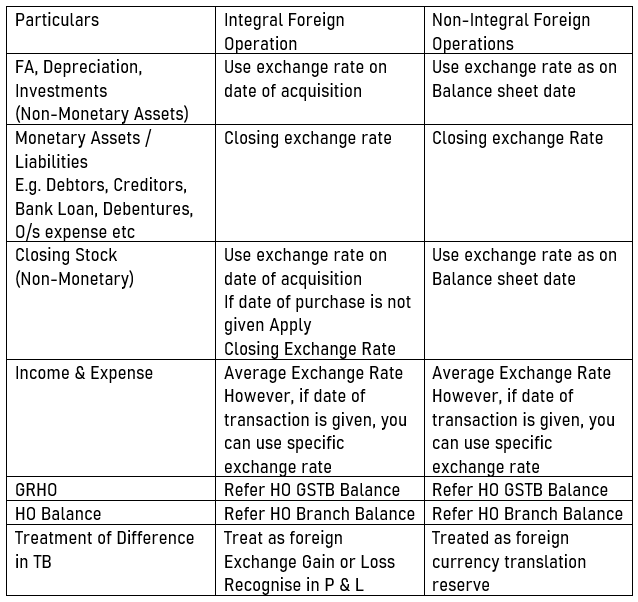 Particulars
Integral Foreign
Operation
Non-Integral Foreign
Operations
FA, Depreciation,
Investments
(Non-Monetary Assets)
Use exchange rate on
date of acquisition
Use exchange rate as on
Balance sheet date
Monetary Assets /
Liabilities
E.g. Debtors, Creditors,
Bank Loan, Debentures,
O/s expense etc
Closing exchange rate
Closing exchange Rate
Closing Stock
(Non-Monetary)
Use exchange rate on
date of acquisition
If date of purchase is not
given Apply
Closing Exchange Rate
Use exchange rate as on
Balance sheet date
Income & Expense
Average Exchange Rate
However, if date of
transaction is given, you
can use specific
exchange rate
Average Exchange Rate
However, if date of
transaction is given, you
can use specific
exchange rate
GRHO
Refer HO GSTB Balance
Refer HO GSTB Balance
HO Balance
Refer HO Branch Balance
Refer HO Branch Balance
Treatment of Difference
in TB
Treat as foreign
Exchange Gain or Loss
Recognise in P & L
Treated as foreign
currency translation
reserve